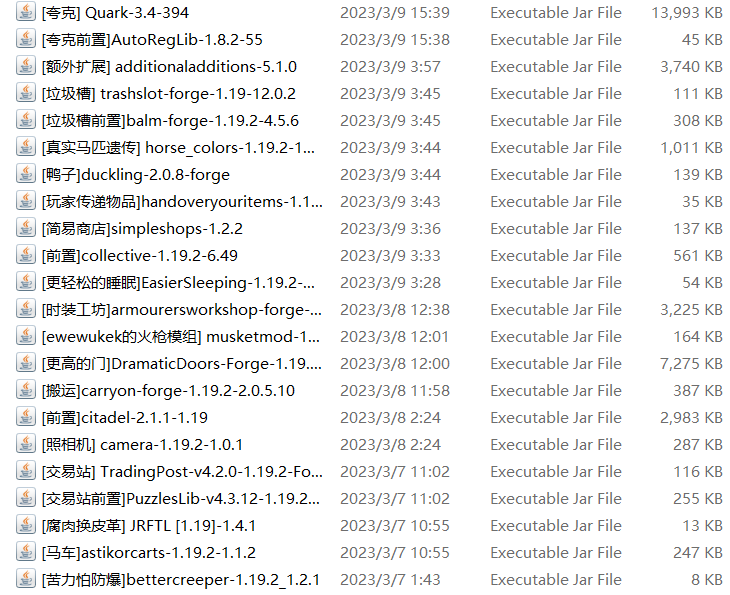 [夸克] Quark-3.4-394 2023/3/9 15:39 Executable Jar File 13,993 KB
[夸克前置]AutoRegLib-1.8.2-55 2023/3/9 15:38 Executable Jar File 45 KB
[额外扩展] additionaladditions-5.1.0 2023/3/9 3:57 Executable Jar File 3,740 KB
[垃圾槽] trashslot-forge-1.19-12.0.2 2023/3/9 3:45 Executable Jar File 111 KB
[垃圾槽前置]balm-forge-1.19.2-4.5.6 2023/3/9 3:45 Executable Jar File 308 KB
[真实马匹遗传] horse_colors-1.19.2-1... 2023/3/9 3:44 Executable Jar File 1,011 KB
[鸭子]duckling-2.0.8-forge 2023/3/9 3:44 Executable Jar File 139 KB
[玩家传递物品]handoveryouritems-1.1... 2023/3/9 3:43 Executable Jar File 35 KB
[简易商店]simpleshops-1.2.2 2023/3/9 3:36 Executable Jar File 137 KB
[前置]collective-1.19.2-6.49 2023/3/9 3:33 Executable Jar File 561 KB
[更轻松的睡眠]EasierSleeping-1.19.2-... 2023/3/9 3:28 Executable Jar File 54 KB
[时装工坊]armourersworkshop-forge-... 2023/3/8 12:38 Executable Jar File 3,225 KB
[ewewukek的火枪模组] musketmod-1... 2023/3/8 12:01 Executable Jar File 164 KB
[更高的门]DramaticDoors-Forge-1.19.... 2023/3/8 12:00 Executable Jar File 7,275 KB
[搬运]carryon-forge-1.19.2-2.0.5.10 2023/3/8 11:58 Executable Jar File 387 KB
[前置]citadel-2.1.1-1.19 2023/3/8 2:24 Executable Jar File 2,983 KB
[照相机] camera-1.19.2-1.0.1 2023/3/8 2:24 Executable Jar File 287 KB
[交易站] TradingPost-v4.2.0-1.19.2-Fo... 2023/3/7 11:02 Executable Jar File 116 KB
[交易站前置]PuzzlesLib-v4.3.12-1.19.2... 2023/3/7 11:02 Executable Jar File 255 KB
[腐肉换皮革] JRFTL [1.19]-1.4.1 2023/3/7 10:55 Executable Jar File 13 KB
[马车]astikorcarts-1.19.2-1.1.2 2023/3/7 10:55 Executable Jar File 247 KB
[苦力怕防爆]bettercreeper-1.19.2_1.2.1 2023/3/7 1:43 Executable Jar File 8 KB